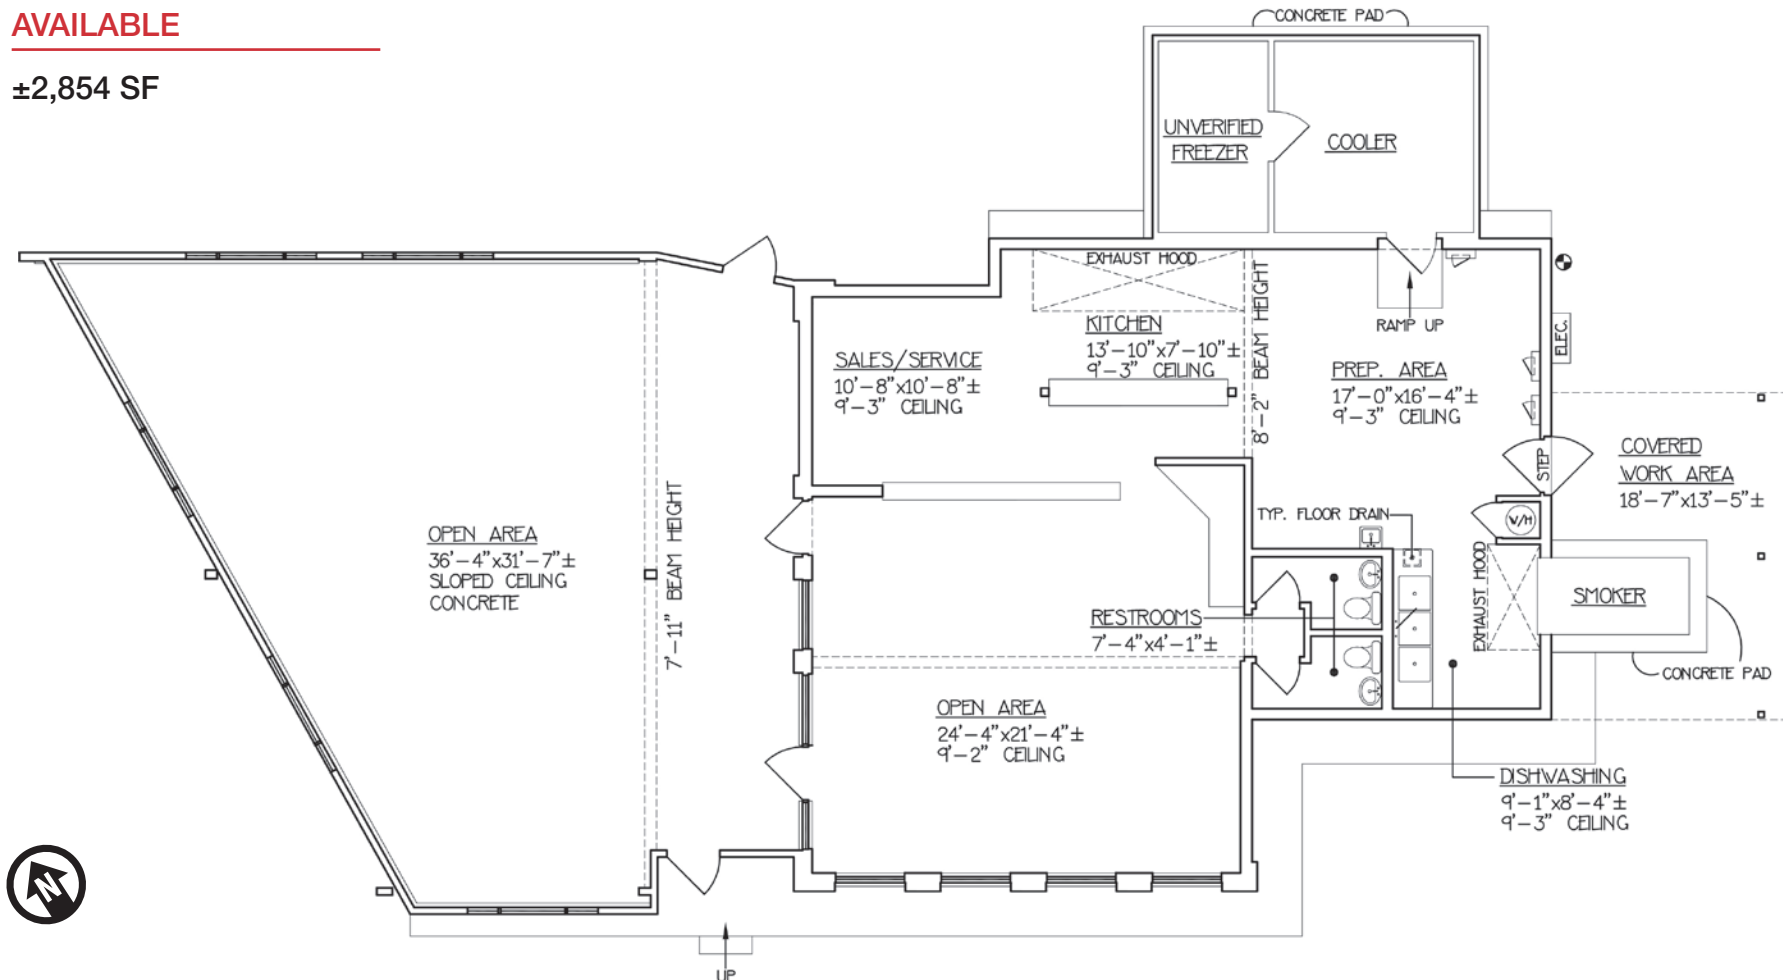 AVAILABLE
±2,854 SF
CONCRETE PAD
UNVERIFIED
FREEZER
COOLER
EXHAUST HOOD
KITCHEN
13'-10"x7'-10"±
9'-3" CEILING
8'-2" BEAM HEIGHT
RAMP UP
ELEC.
SALES/SERVICE
10'-8"x10'-8"±
9'-3" CEILING
PREP. AREA
17'-0"x16'-4"±
9'-3" CEILING
STEP
COVERED
WORK AREA
18'-7"x13'-5"±
TYP. FLOOR DRAIN
W/H
OPEN AREA
36'-4"x31'-7"±
SLOPED CEILING
CONCRETE
7'-11" BEAM HEIGHT
EXHAUST HOOD
SMOKER
RESTROOMS
7'-4"x4'-1"±
CONCRETE PAD
OPEN AREA
24'-4"x21'-4"±
9'-2" CEILING
DISHWASHING
9'-1"x8'-4"±
9'-3" CEILING
N
UP